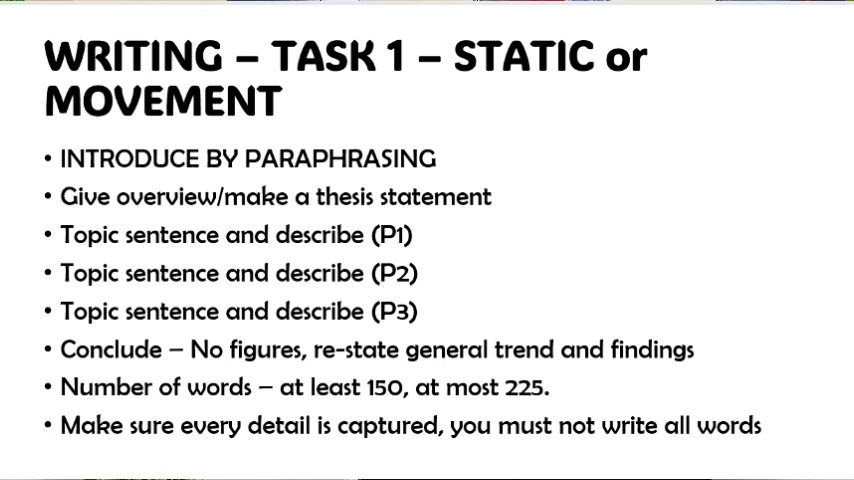 WRITING – TASK 1 – STATIC or
MOVEMENT
• INTRODUCE BY PARAPHRASING
• Give overview/make a thesis statement
• Topic sentence and describe (P1)
• Topic sentence and describe (P2)
• Topic sentence and describe (P3)
• Conclude – No figures, re-state general trend and findings
• Number of words – at least 150, at most 225.
• Make sure every detail is captured, you must not write all words